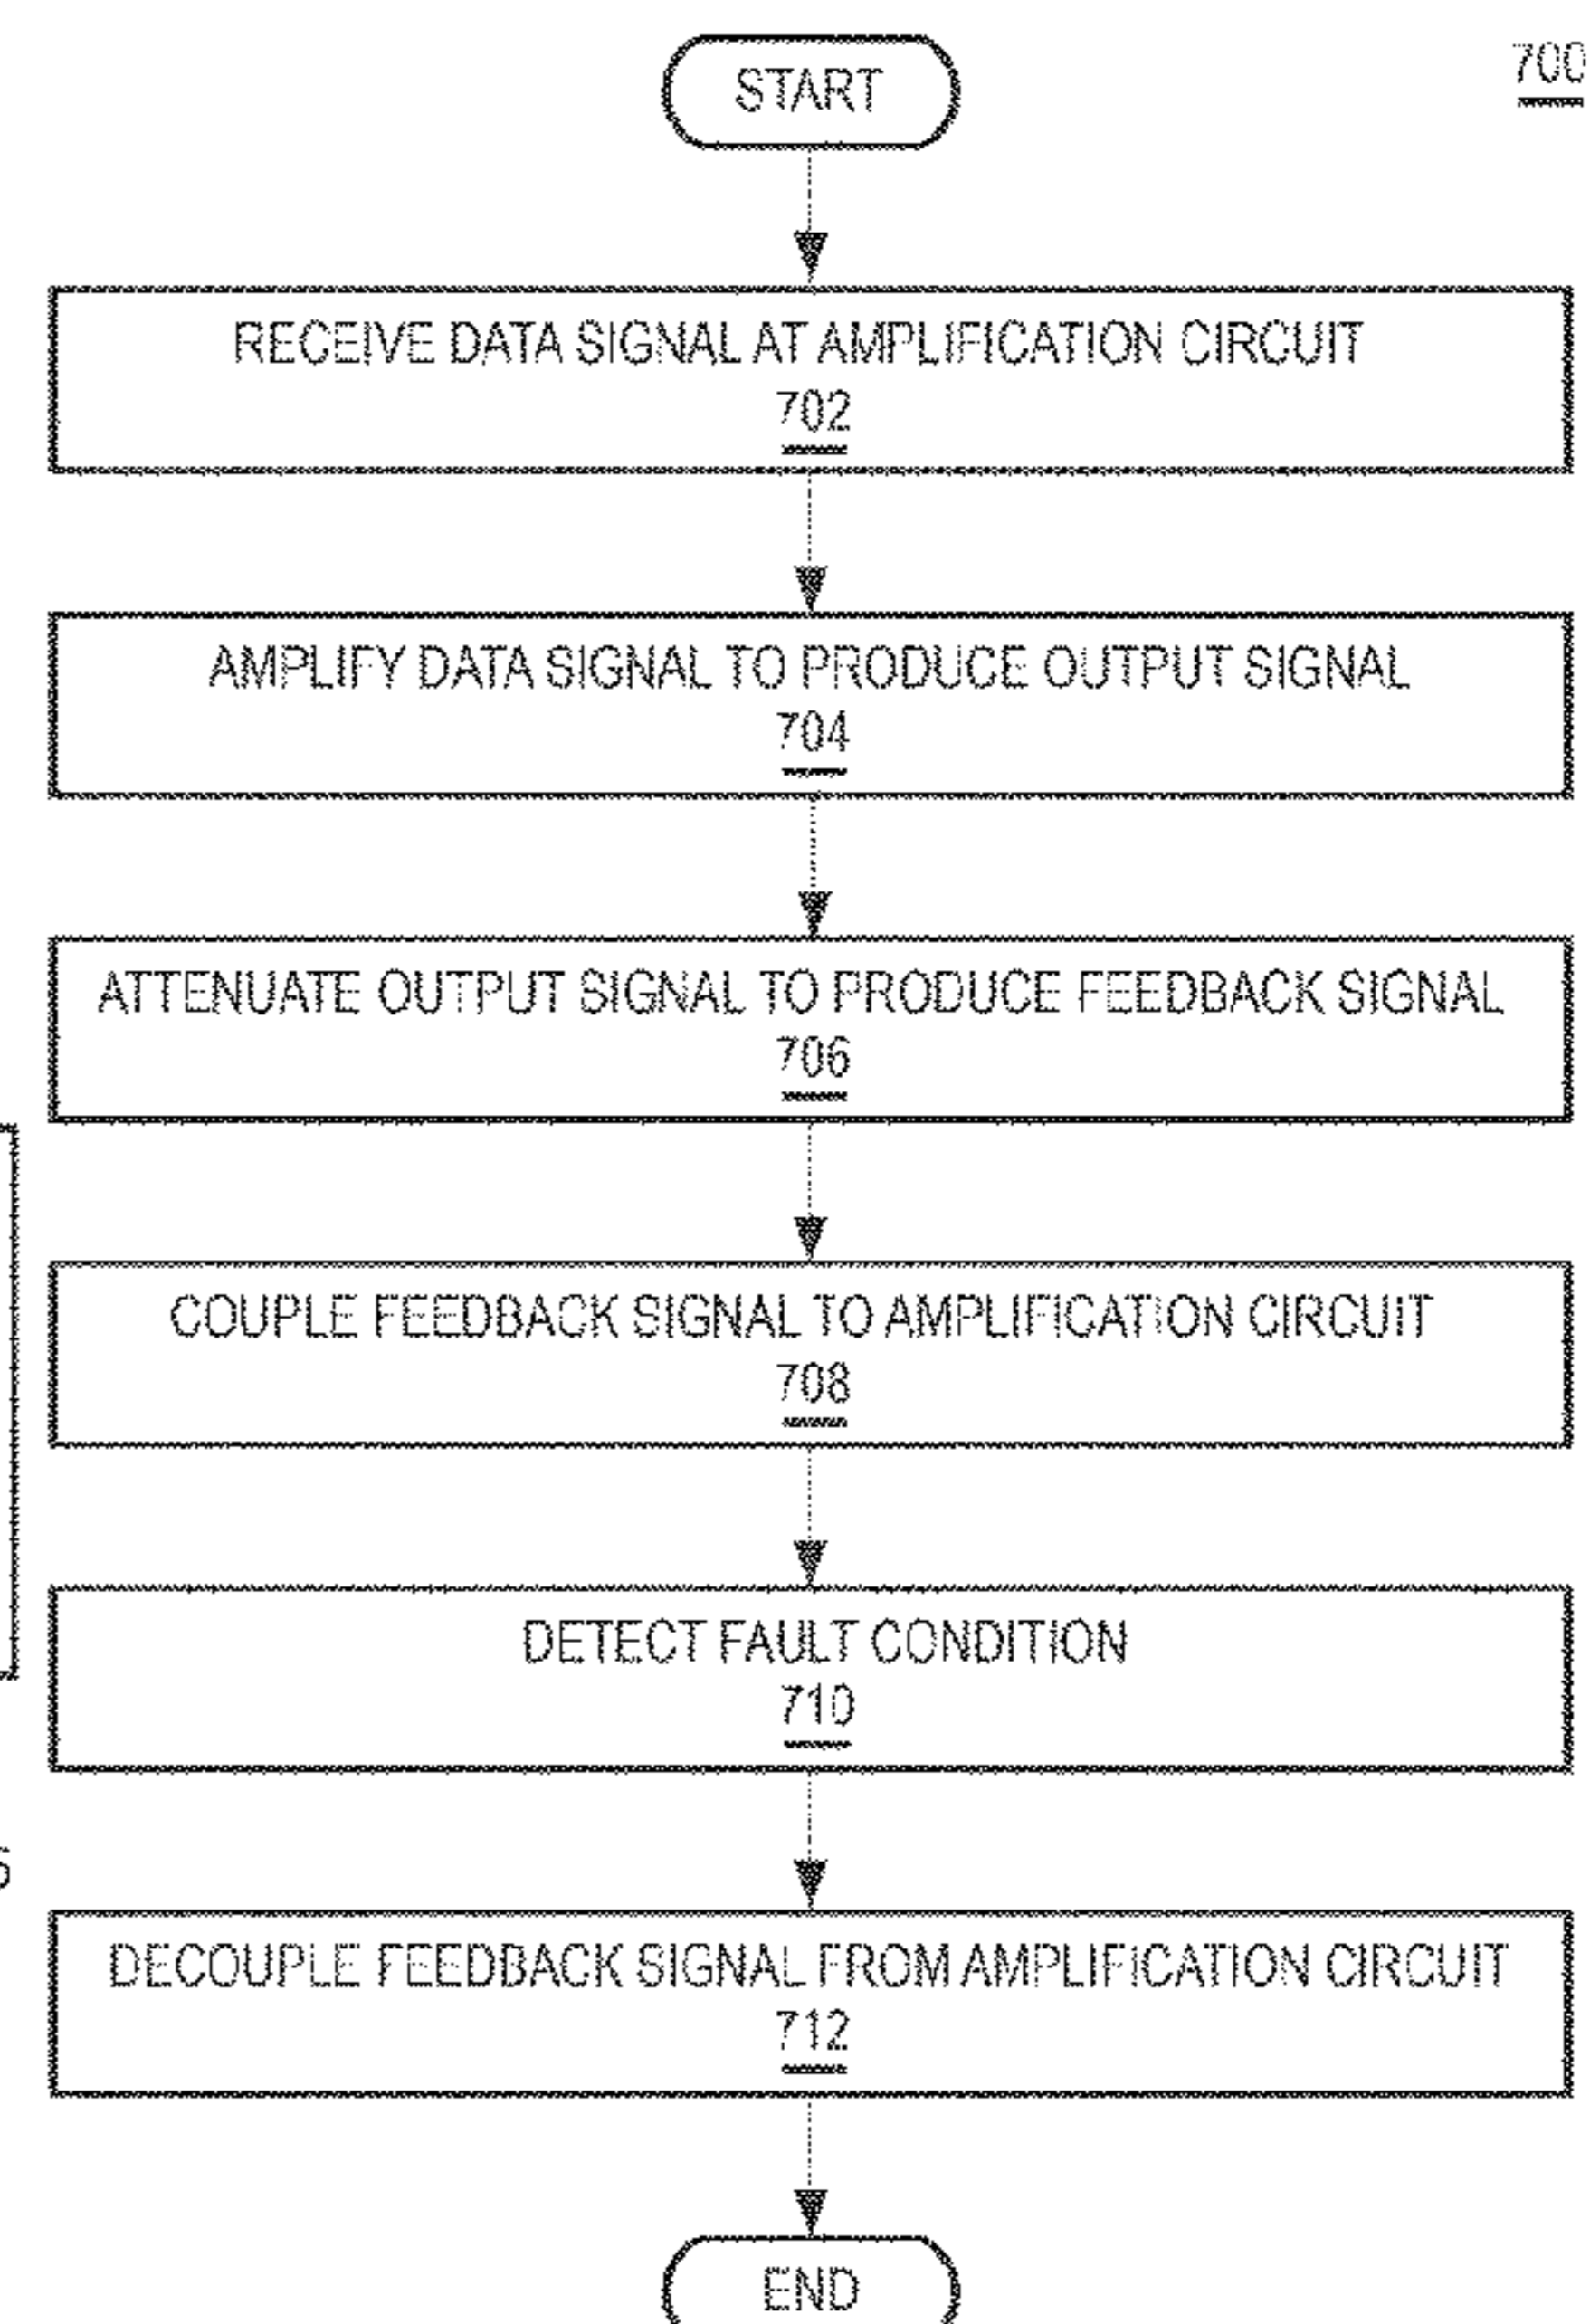 700
START
RECEIVE DATA SIGNAL AT AMPLIFICATION CIRCUIT
702
AMPLIFY DATA SIGNAL TO PRODUCE OUTPUT SIGNAL
704
ATTENUATE OUTPUT SIGNAL TO PRODUCE FEEDBACK SIGNAL
706
COUPLE FEEDBACK SIGNAL TO AMPLIFICATION CIRCUIT
708
DETECT FAULT CONDITION
710
DECOUPLE FEEDBACK SIGNAL FROM AMPLIFICATION CIRCUIT
712
END